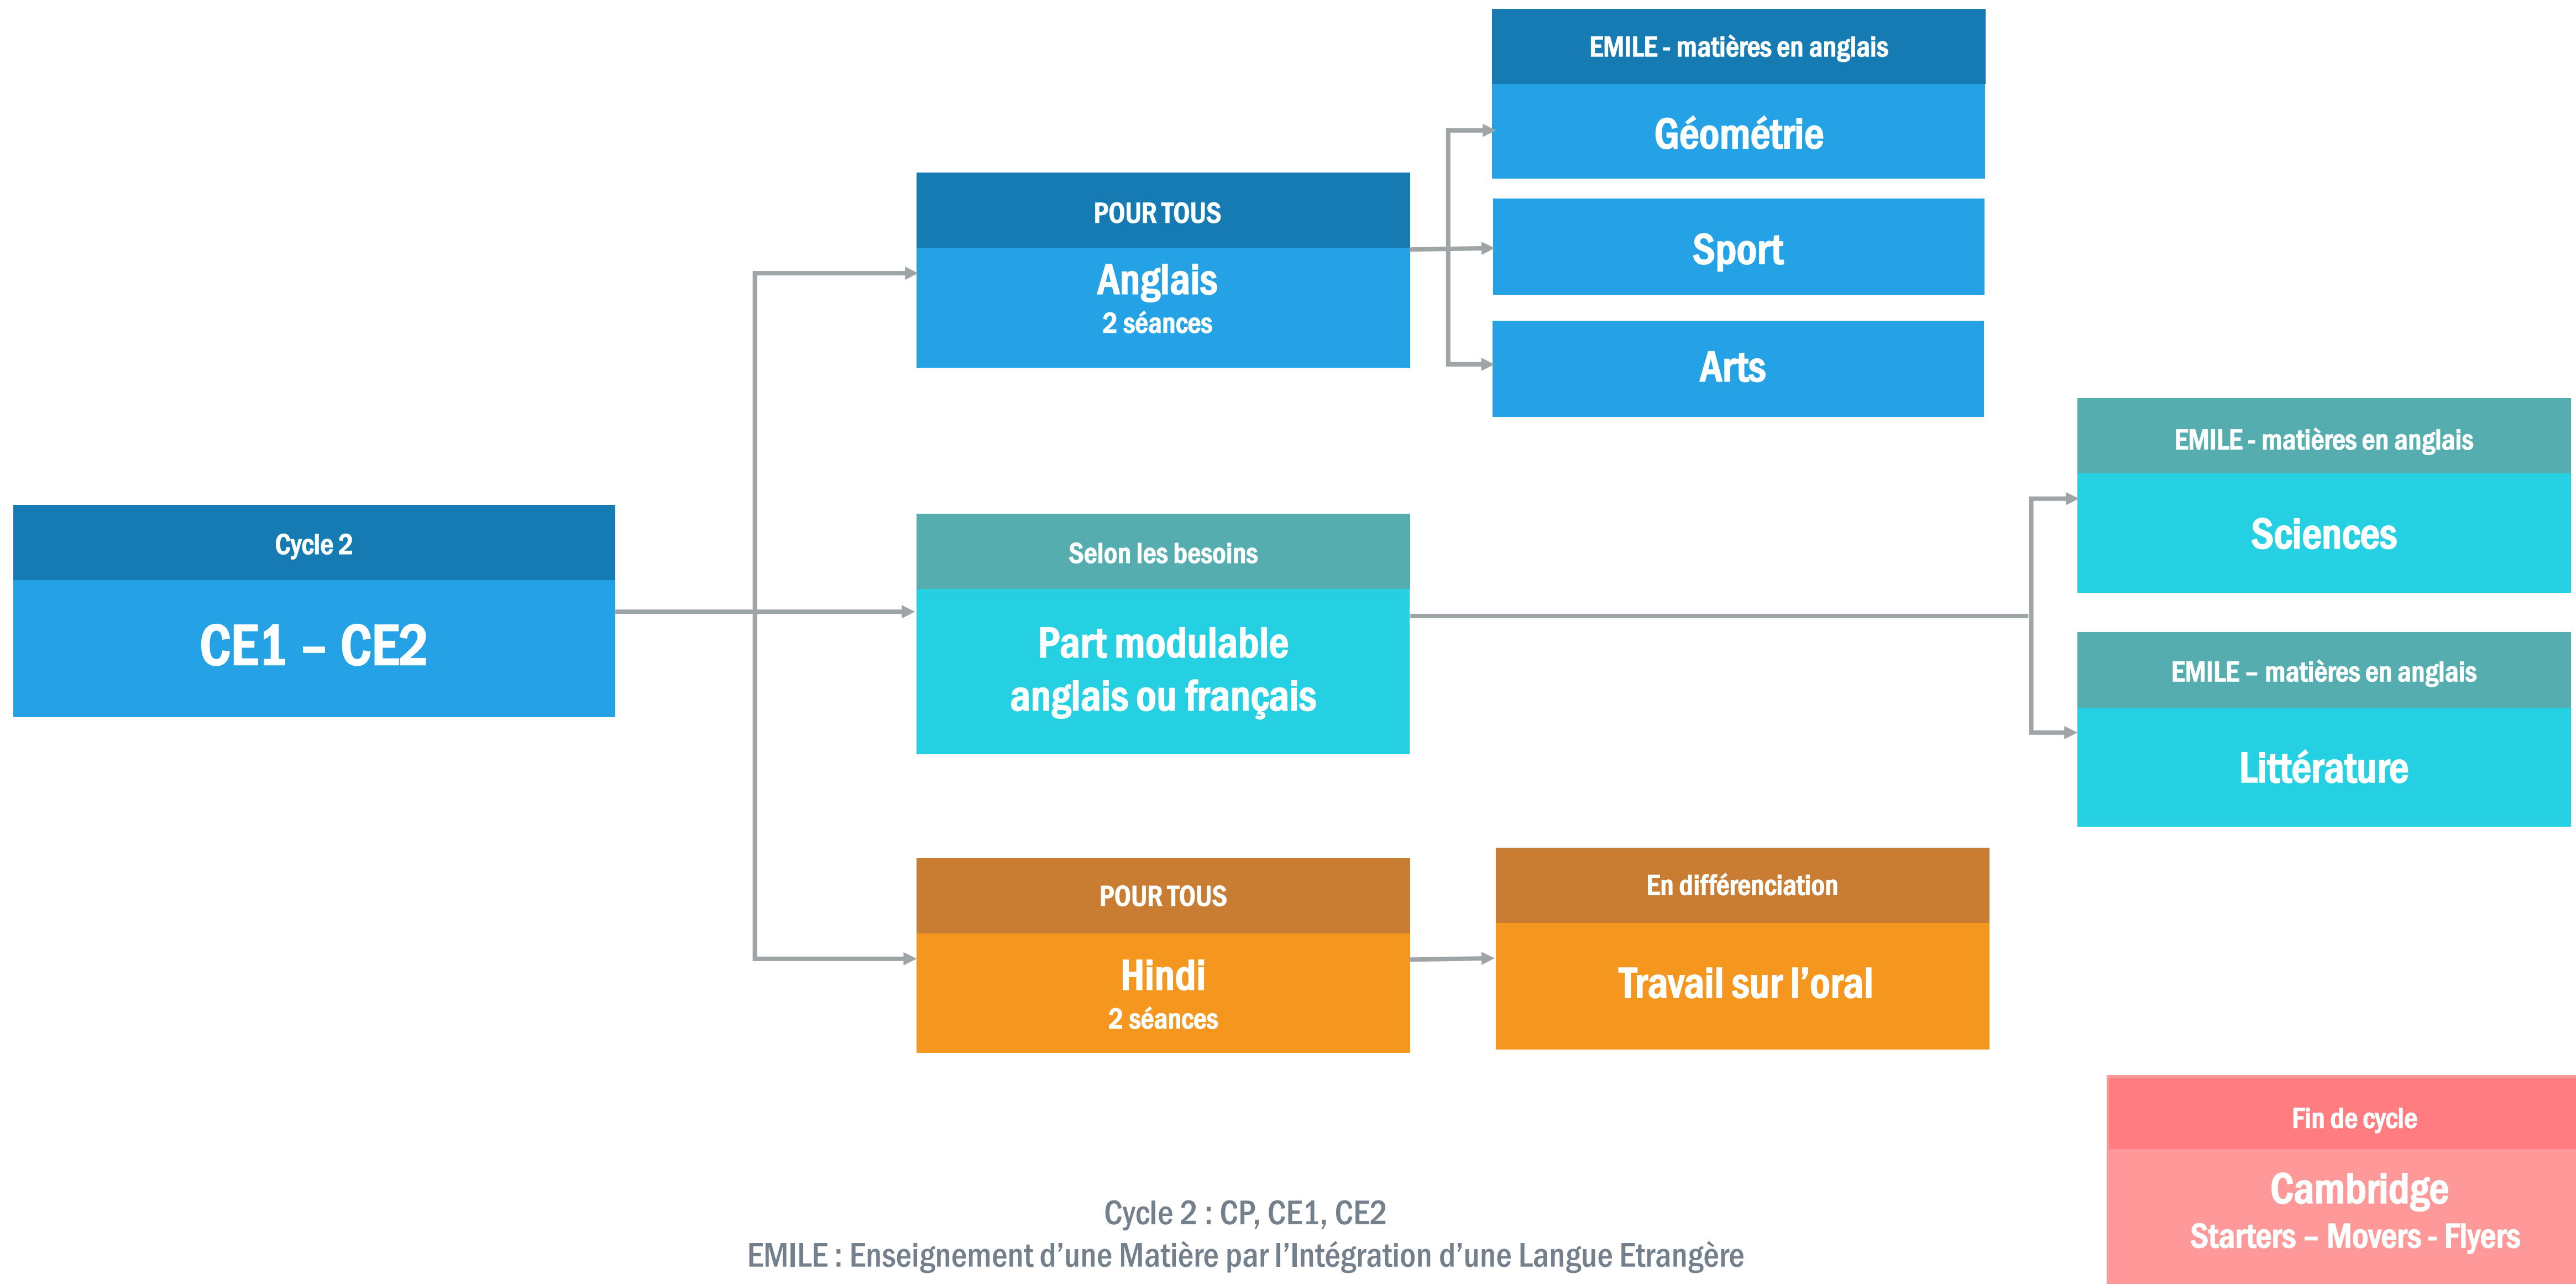 Cycle 2
CE1 – CE2
POUR TOUS
Anglais
2 séances
EMILE - matières en anglais
Géométrie
Sport
Arts
Selon les besoins
Part modulable
anglais ou français
EMILE - matières en anglais
Sciences
EMILE – matières en anglais
Littérature
POUR TOUS
Hindi
2 séances
En différenciation
Travail sur l’oral
Fin de cycle
Cambridge
Starters – Movers - Flyers
Cycle 2 : CP, CE1, CE2
EMILE : Enseignement d’une Matière par l’Intégration d’une Langue Etrangère